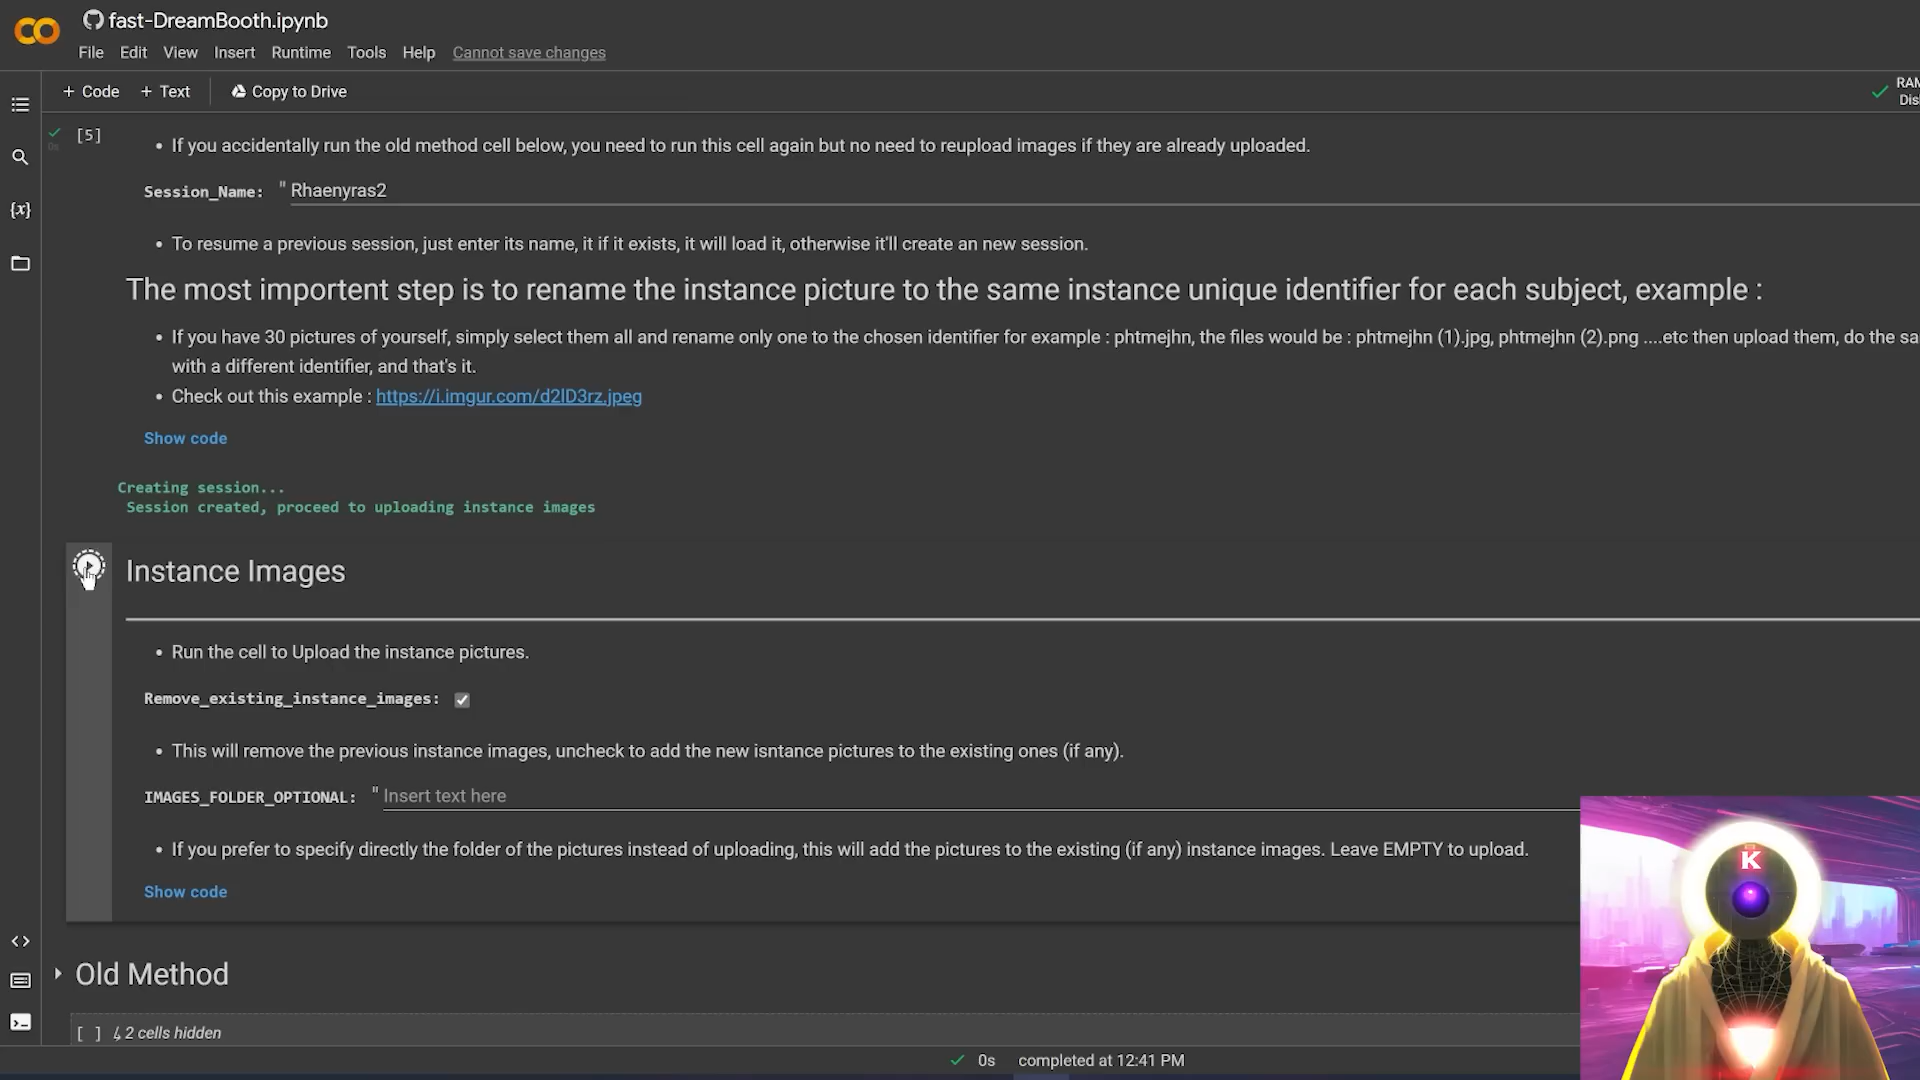 fast-DreamBooth.ipynb
File Edit View Insert Runtime Tools Help Cannot save changes
+ Code + Text Copy to Drive
RAM
[5]
• If you accidentally run the old method cell below, you need to run this cell again but no need to reupload images if they are already uploaded.
Session_Name: " Rhaenyras2
• To resume a previous session, just enter its name, it if it exists, it will load it, otherwise it'll create an new session.
The most importent step is to rename the instance picture to the same instance unique identifier for each subject, example :
• If you have 30 pictures of yourself, simply select them all and rename only one to the chosen identifier for example : phtmejhn, the files would be : phtmejhn (1).jpg, phtmejhn (2).png ....etc then upload them, do the sa
with a different identifier, and that's it.
• Check out this example : https://i.imgur.com/d2lD3rz.jpeg
Show code
Creating session...
Session created, proceed to uploading instance images
Instance Images
• Run the cell to Upload the instance pictures.
Remove_existing_instance_images:
• This will remove the previous instance images, uncheck to add the new isntance pictures to the existing ones (if any).
IMAGES_FOLDER_OPTIONAL: " Insert text here
• If you prefer to specify directly the folder of the pictures instead of uploading, this will add the pictures to the existing (if any) instance images. Leave EMPTY to upload.
Show code
K
Old Method
[ ] ↳ 2 cells hidden
0s completed at 12:41 PM